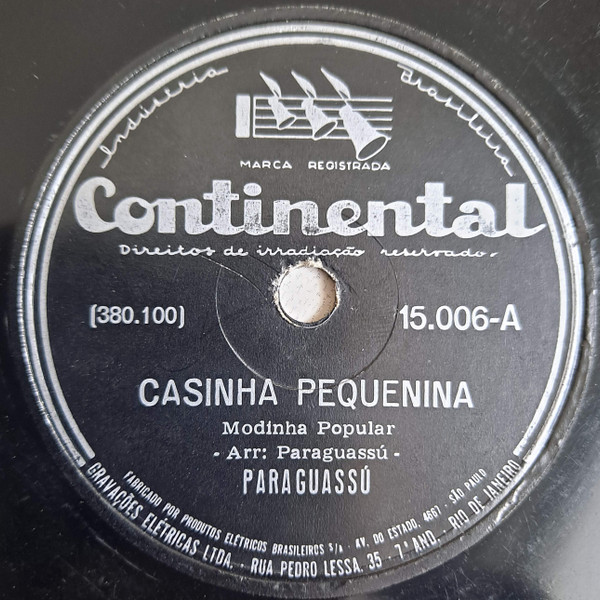 Indústria Brasileira
MARCA REGISTRADA
Continental
Direitos de irradiação reservados.
(380.100)
15.006-A
CASINHA PEQUENINA
Modinha Popular
- Arr: Paraguassú -
PARAGUASSÚ
FABRICADO POR PRODUTOS ELÉTRICOS BRASILEIROS S/A - AV. DO ESTADO, 4667 - SÃO PAULO
GRAVAÇÕES ELÉTRICAS LTDA. - RUA PEDRO LESSA, 35 - 7º AND. - RIO DE JANEIRO